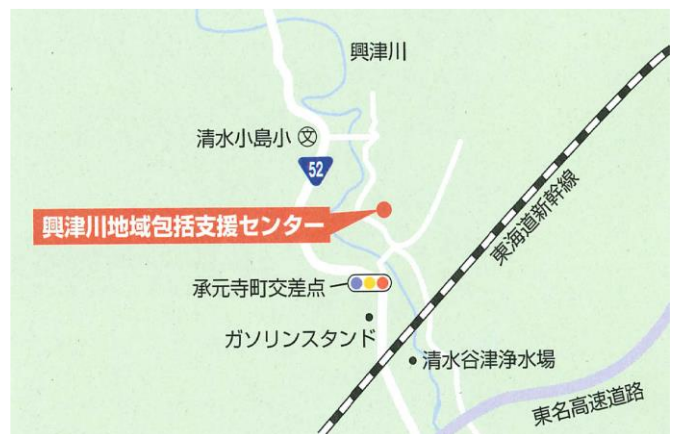 興津川
清水小島小
文
52
興津川地域包括支援センター
東海道新幹線
承元寺町交差点
ガソリンスタンド
清水谷津浄水場
東名高速道路